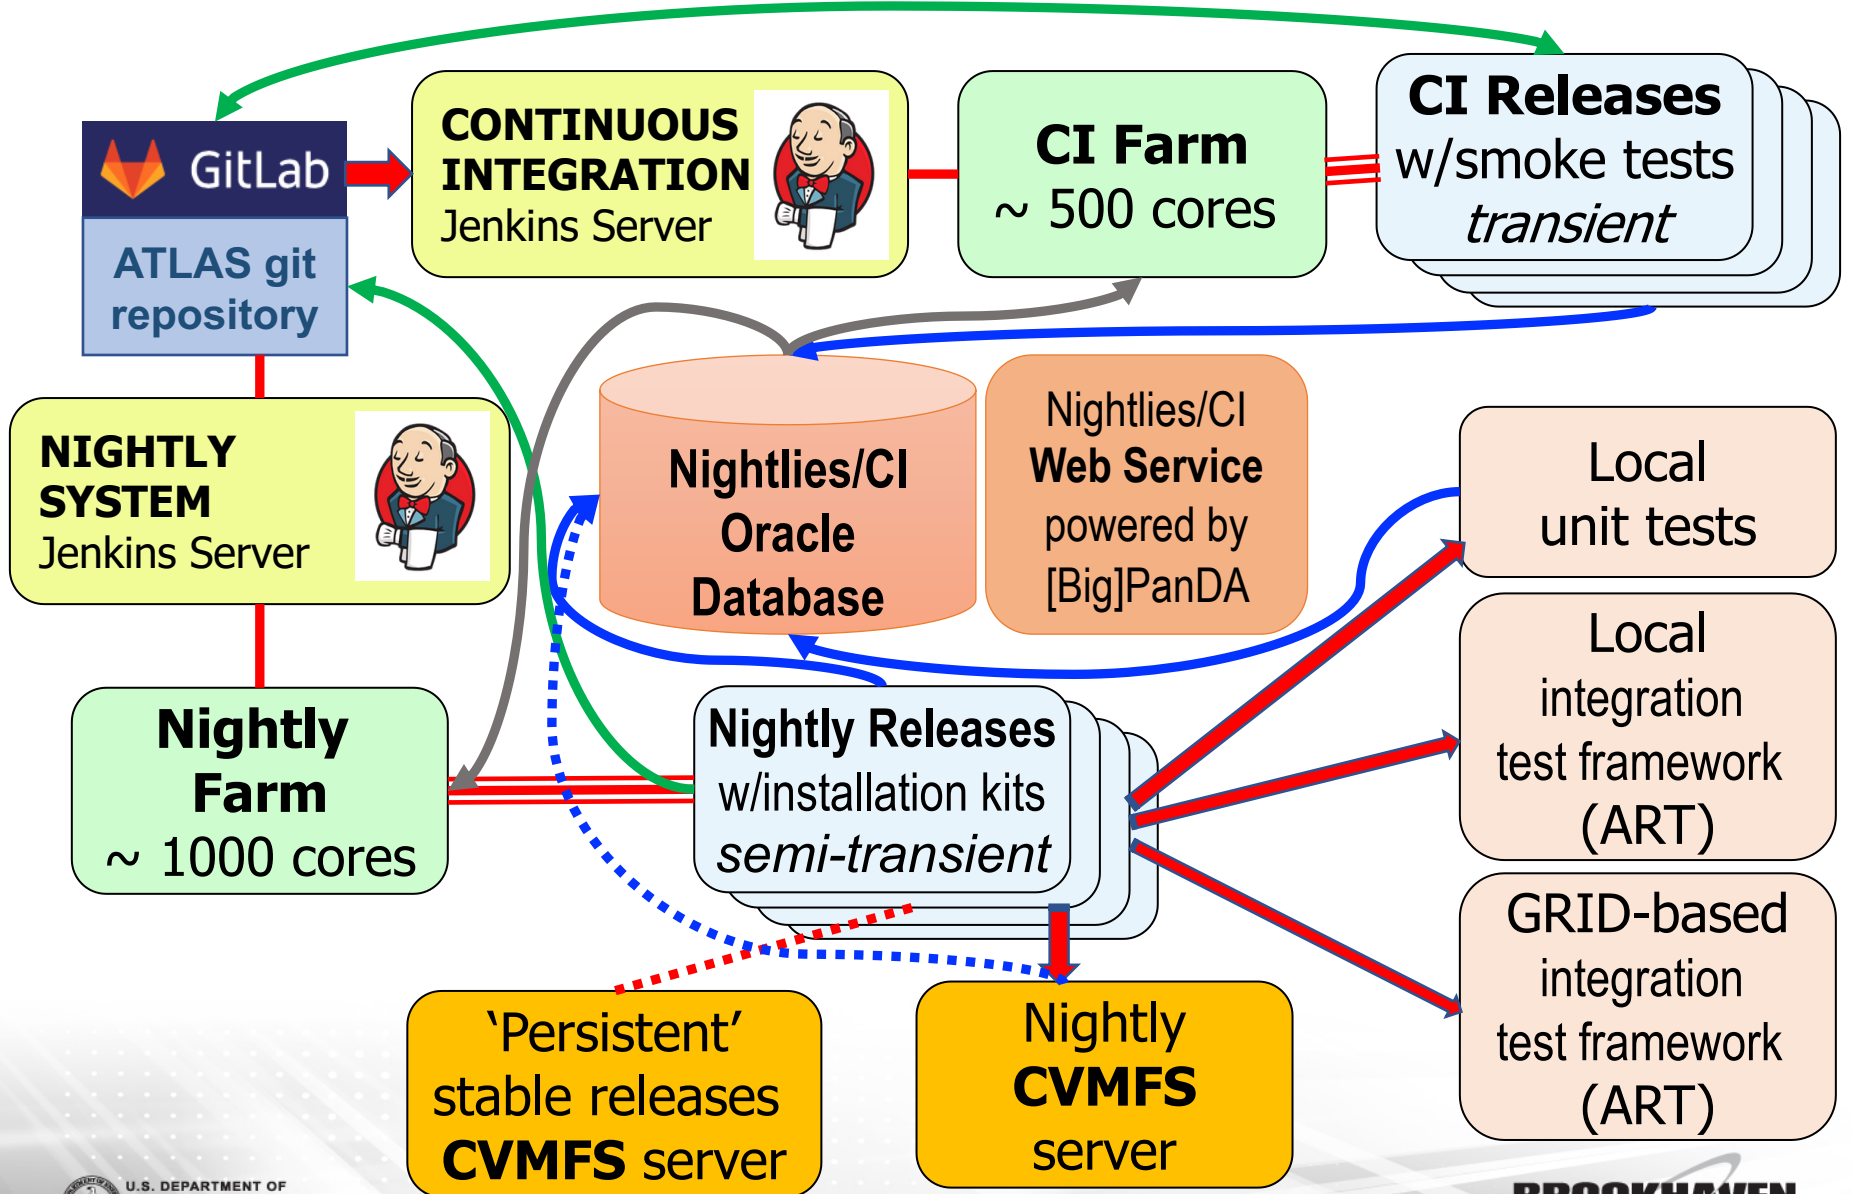 GitLab
ATLAS git
repository
CONTINUOUS
INTEGRATION
Jenkins Server
CI Farm
~ 500 cores
CI Releases
w/smoke tests
transient
NIGHTLY
SYSTEM
Jenkins Server
Nightlies/CI
Oracle
Database
Nightlies/CI
Web Service
powered by
[Big]PanDA
Local
unit tests
Local
integration
test framework
(ART)
Nightly
Farm
~ 1000 cores
Nightly Releases
w/installation kits
semi-transient
GRID-based
integration
test framework
(ART)
‘Persistent’
stable releases
CVMFS server
Nightly
CVMFS
server
U.S. DEPARTMENT OF
BROOKHAVEN